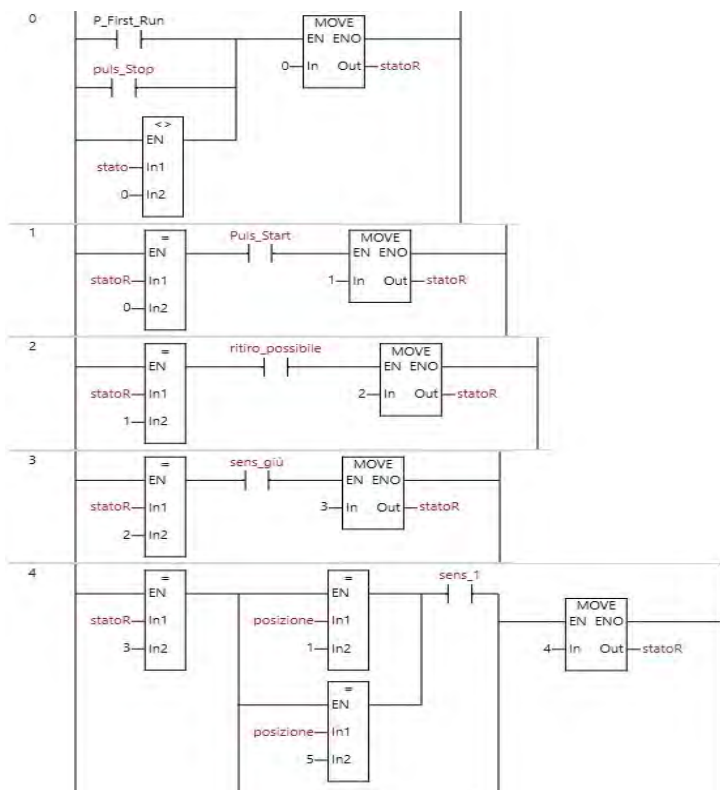 0
P_First_Run
MOVE
EN ENO
0 In Out statoR
puls_Stop
<>
EN
stato In1
0 In2
1
=
EN
statoR In1
0 In2
Puls_Start
MOVE
EN ENO
1 In Out statoR
2
=
EN
statoR In1
1 In2
ritiro_possibile
MOVE
EN ENO
2 In Out statoR
3
=
EN
statoR In1
2 In2
sens_giù
MOVE
EN ENO
3 In Out statoR
4
=
EN
statoR In1
3 In2
=
EN
posizione In1
1 In2
sens_1
MOVE
EN ENO
4 In Out statoR
=
EN
posizione In1
5 In2